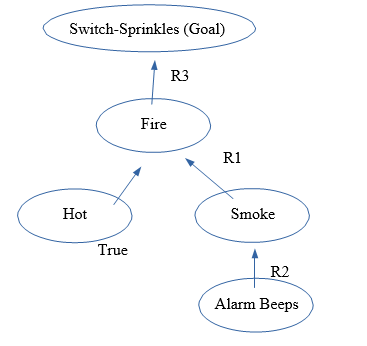 Switch-Sprinkles (Goal)
R3
Fire
R1
Hot
Smoke
True
R2
Alarm Beeps